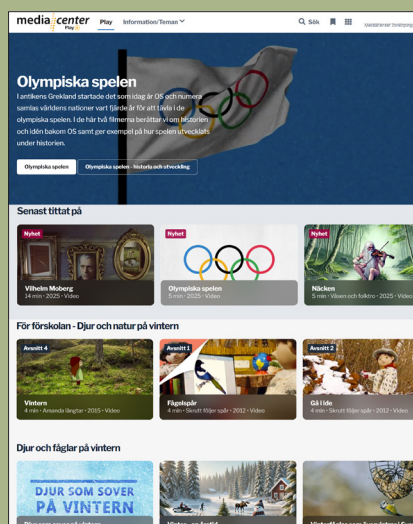 mediacenter
Play
Play
Information/Teman
Sök
Olympiska spelen
I antikens Grekland startade det som idag är OS och numera
samlas världens nationer vart fjärde år för att tävla i de
olympiska spelen. I de här två filmerna berättar vi om historien
och idén bakom OS samt ger exempel på hur spelen utvecklats
under historien.
Olympiska spelen
Olympiska spelen - historia och utveckling
Senast tittat på
Nyhet
Vilhelm Moberg
14 min • 2025 • Video
Nyhet
Olympiska spelen
5 min • 2025 • Video
Nyhet
Näcken
5 min • Väsen och folktro • 2025 • Video
För förskolan - Djur och natur på vintern
Avsnitt 4
Vintern
4 min • Amanda långtar • 2015 • Video
Avsnitt 1
Fågelspår
4 min • Skrutt följer spår • 2012 • Video
Avsnitt 2
Gå i ide
4 min • Skrutt följer spår • 2012 • Video
Djur och fåglar på vintern
DJUR SOM SOVER
PÅ VINTERN